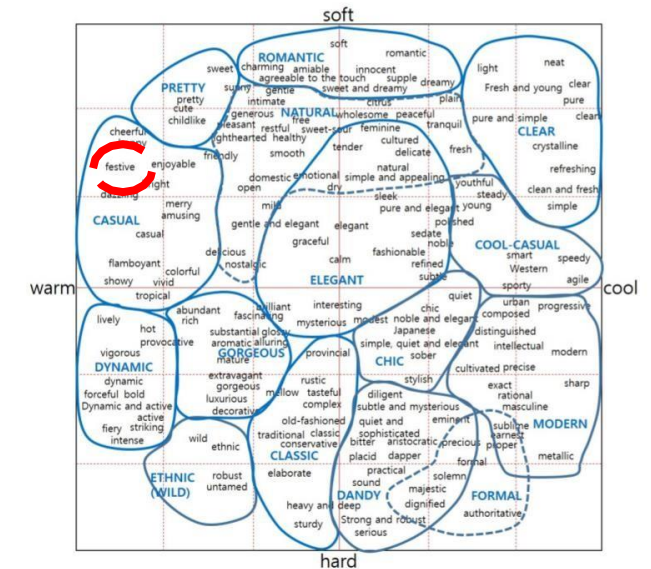 soft
ROMANTIC
soft
romantic
sweet charming amiable innocent
agreeable to the touch supple dreamy
light neat
PRETTY
sunny gentle sweet and dreamy
Fresh and young clear
pretty
intimate citrus plain
pure
cute
generous NATURAL wholesome peaceful
clear
childlike
free
pure and simple
cheerful
pleasant restful sweet-sour feminine tranquil
CLEAR
lighthearted healthy cultured
tender
crystalline
friendly smooth delicate fresh
festive enjoyable
natural
refreshing
domestic emotional simple and appealing
youthful
dazzling
open dry
steady clean and fresh
merry
mild sleek
pure and elegant young simple
amusing
CASUAL
gentle and elegant elegant polished
casual
graceful sedate
noble COOL-CASUAL
delicious fashionable
smart
flamboyant
nostalgic calm refined
Western speedy
colorful
ELEGANT subtle
showy vivid
sporty agile
warm
cool
tropical
quiet
urban
abundant brilliant interesting
chic composed progressive
lively
rich fascinating mysterious modest noble and elegant
hot
substantial glossy Japanese distinguished
provocative aromatic alluring simple, quiet and elegant intellectual
vigorous
GORGEOUS provincial sober
modern
DYNAMIC
mature
CHIC
cultivated precise
dynamic
extravagant rustic stylish
exact sharp
forceful bold
gorgeous mellow tasteful diligent
rational
Dynamic and active
luxurious complex subtle and mysterious masculine
active
decorative old-fashioned quiet and eminent
sublime MODERN
fiery striking
traditional classic sophisticated
earnest
intense
wild ethnic conservative bitter aristocratic precious proper
CLASSIC placid dapper formal
metallic
ETHNIC
(WILD)
robust elaborate practical solemn
untamed
sound majestic
DANDY FORMAL
heavy and deep dignified
authoritative
sturdy Strong and robust
serious
hard